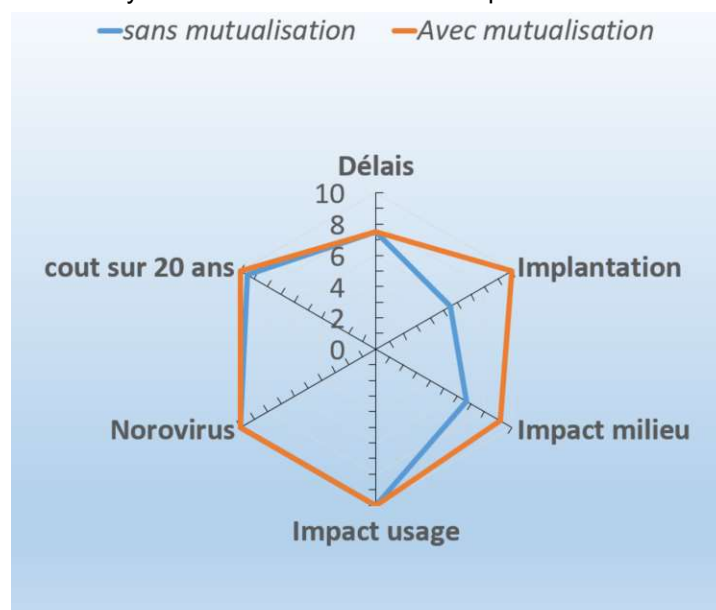 sans mutualisation Avec mutualisation
Délais
10
8
6
cout sur 20 ans
Implantation
4
2
0
Norovirus
Impact milieu
Impact usage